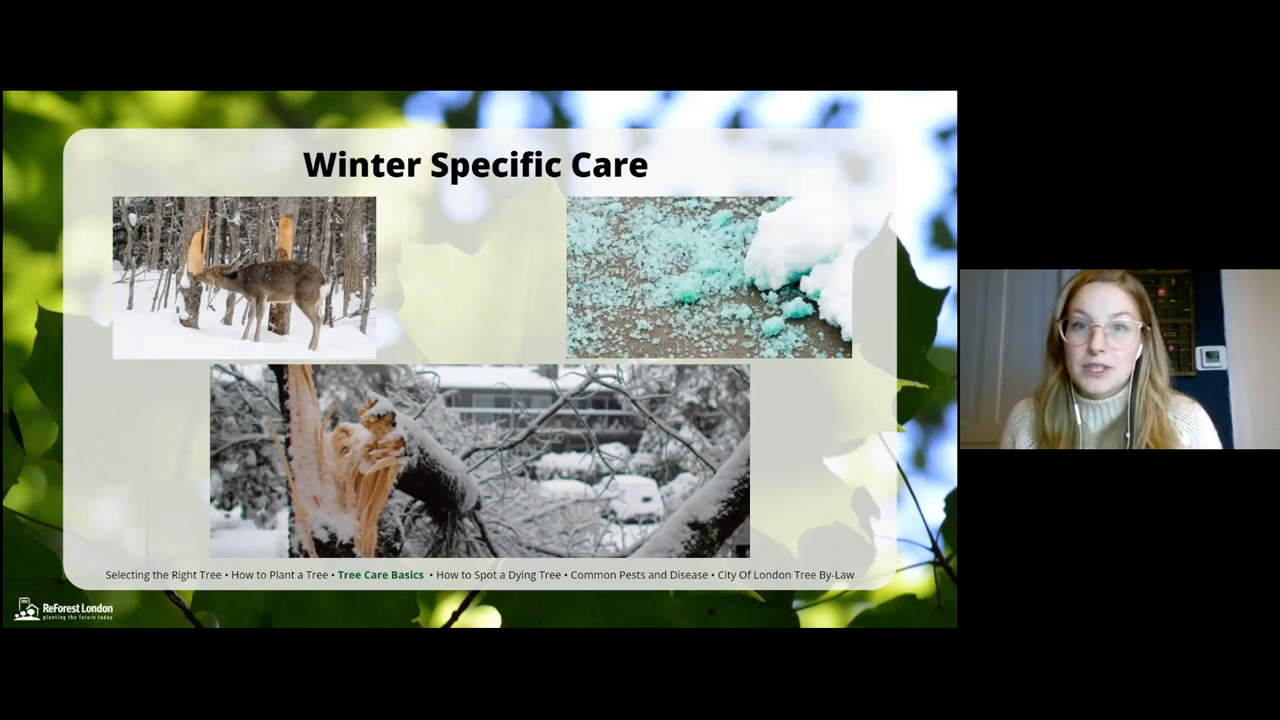 Winter Specific Care
Selecting the Right Tree • How to Plant a Tree • Tree Care Basics • How to Spot a Dying Tree • Common Pests and Disease • City Of London Tree By-Law
ReForest London
planting the future today